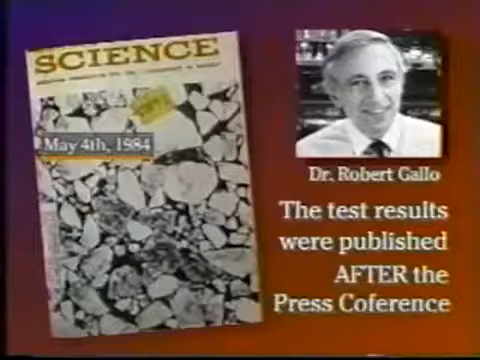 SCIENCE
May 4th, 1984
Dr. Robert Gallo
The test results
were published
AFTER the
Press Coference